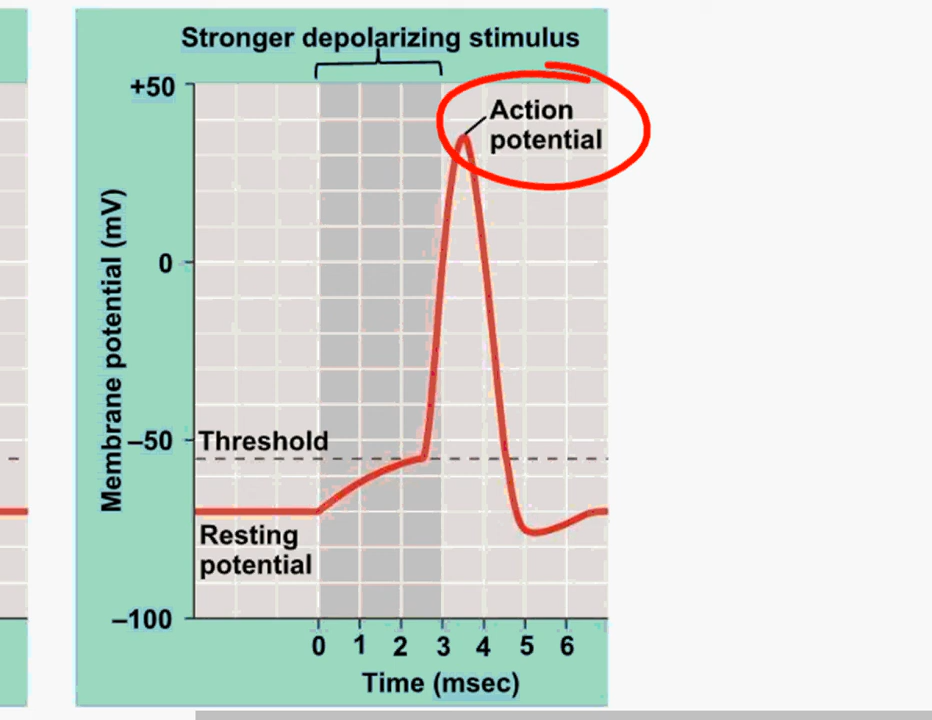 Stronger depolarizing stimulus
+50
Action
potential
0
Membrane potential (mV)
–50
Threshold
Resting
potential
–100
0 1 2 3 4 5 6
Time (msec)